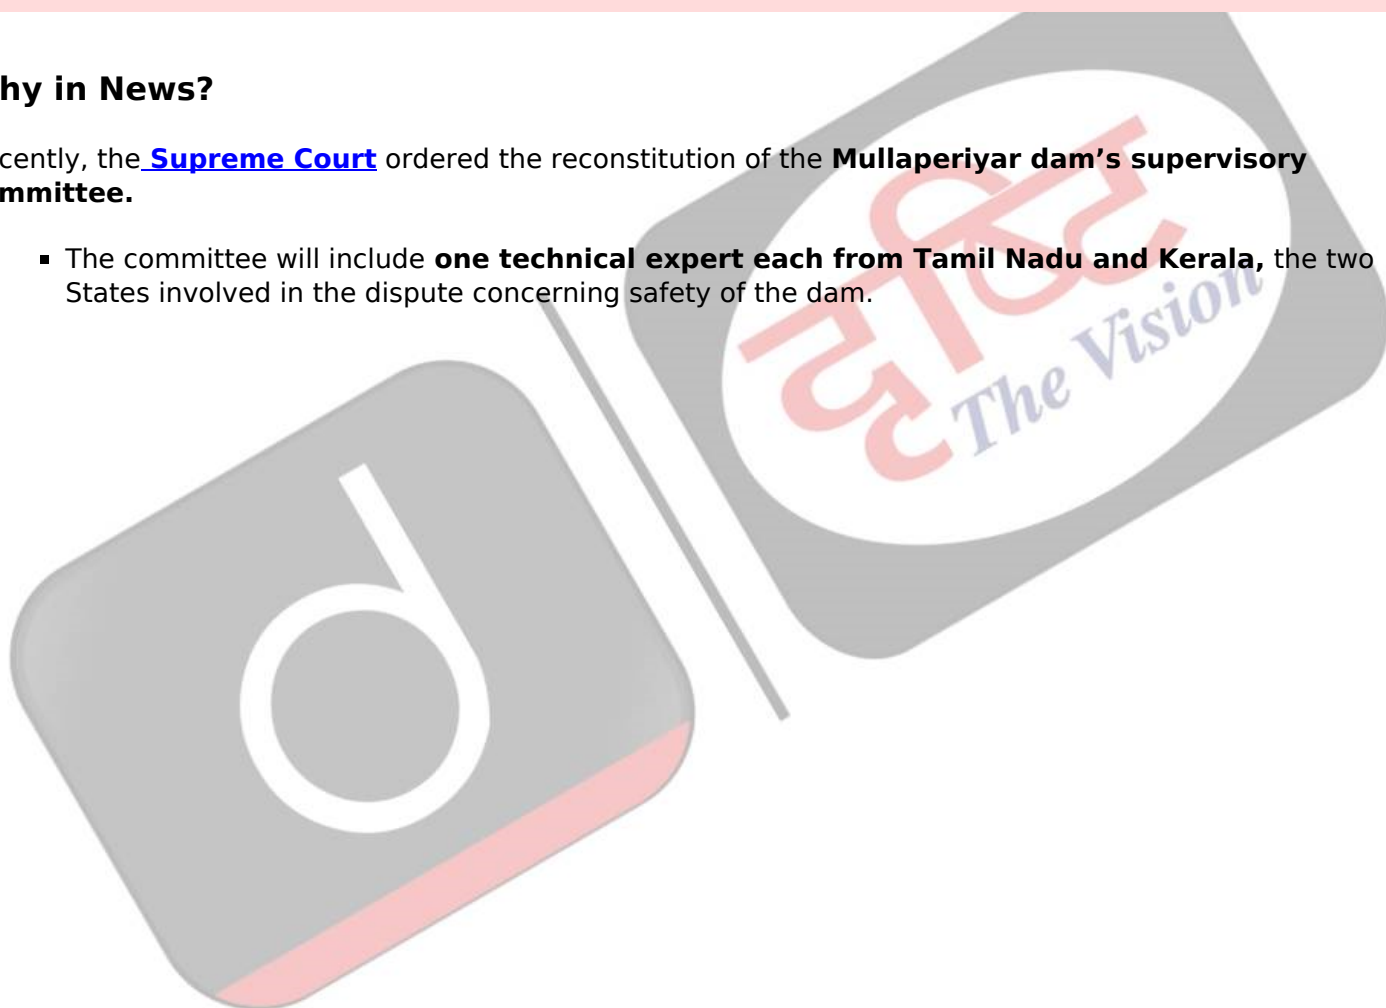 hy in News?
cently, the Supreme Court ordered the reconstitution of the Mullaperiyar dam’s supervisory
mmittee.
▪ The committee will include one technical expert each from Tamil Nadu and Kerala, the two
States involved in the dispute concerning safety of the dam.
दृष्टि
The Vision
d